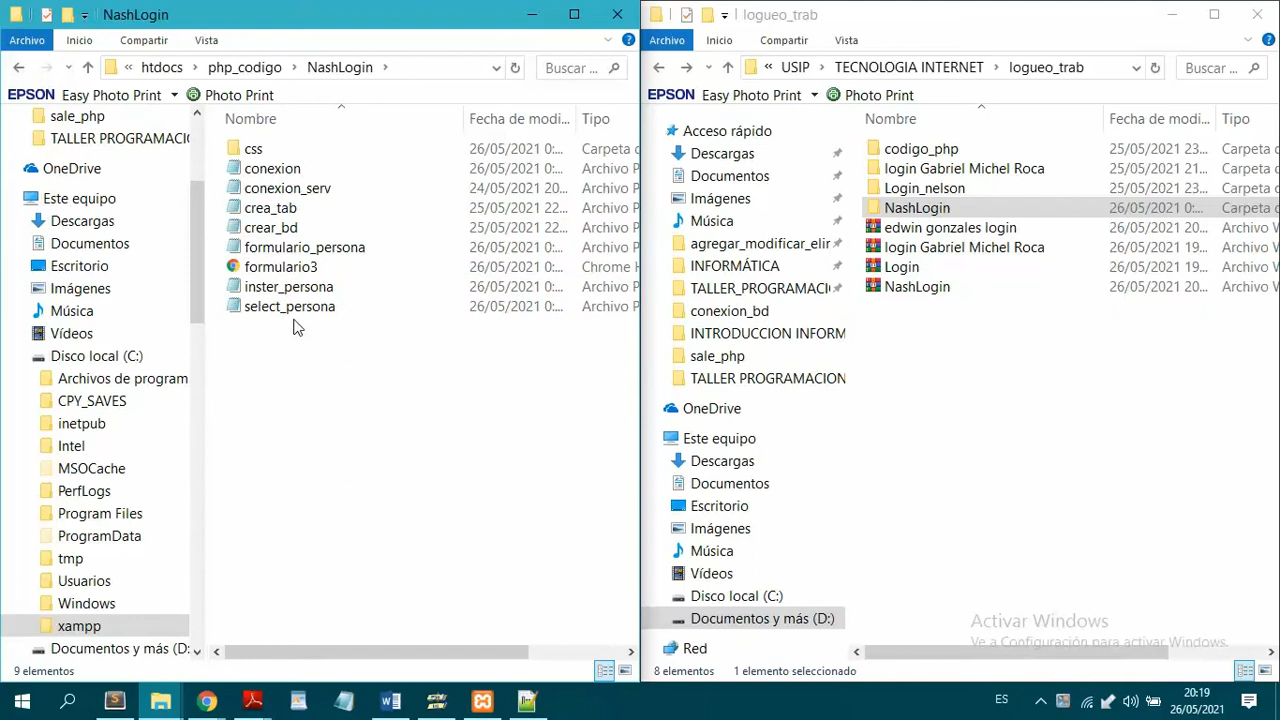 NashLogin
Archivo Inicio Compartir Vista
htdocs php_codigo NashLogin Buscar ...
EPSON Easy Photo Print Photo Print
sale_php
TALLER PROGRAMACIO
OneDrive
Este equipo
Descargas
Documentos
Escritorio
Imágenes
Música
Vídeos
Disco local (C:)
Archivos de program
CPY_SAVES
inetpub
Intel
MSOCache
PerfLogs
Program Files
ProgramData
tmp
Usuarios
Windows
xampp
Documentos y más (D:
Nombre Fecha de modi... Tipo
css 26/05/2021 0:... Carpeta d
conexion 26/05/2021 0:... Archivo P
conexion_serv 24/05/2021 20... Archivo P
crea_tab 25/05/2021 22... Archivo P
crear_bd 25/05/2021 22... Archivo P
formulario_persona 26/05/2021 0:... Archivo P
formulario3 26/05/2021 0:... Chrome H
inster_persona 26/05/2021 0:... Archivo P
select_persona 26/05/2021 0:... Archivo P
9 elementos
logueo_trab
Archivo Inicio Compartir Vista
« USIP TECNOLOGIA INTERNET logueo_trab Buscar ...
EPSON Easy Photo Print Photo Print
Acceso rápido
Descargas
Documentos
Imágenes
Música
agregar_modificar_elir
INFORMÁTICA
TALLER_PROGRAMACI
conexion_bd
INTRODUCCION INFORM
sale_php
TALLER PROGRAMACION
OneDrive
Este equipo
Descargas
Documentos
Escritorio
Imágenes
Música
Vídeos
Disco local (C:)
Documentos y más (D:)
Red
Nombre Fecha de modi... Tipo
codigo_php 25/05/2021 23... Carpeta c
login Gabriel Michel Roca 25/05/2021 21... Carpeta c
Login_nelson 25/05/2021 23... Carpeta c
NashLogin 26/05/2021 0:... Carpeta c
edwin gonzales login 25/05/2021 21... Archivo W
login Gabriel Michel Roca 26/05/2021 19... Archivo W
Login 26/05/2021 19... Archivo W
NashLogin 26/05/2021 20... Archivo W
Activar Windows
Ve a Configuración para activar Windows.
8 elementos 1 elemento seleccionado
ES 20:19
26/05/2021